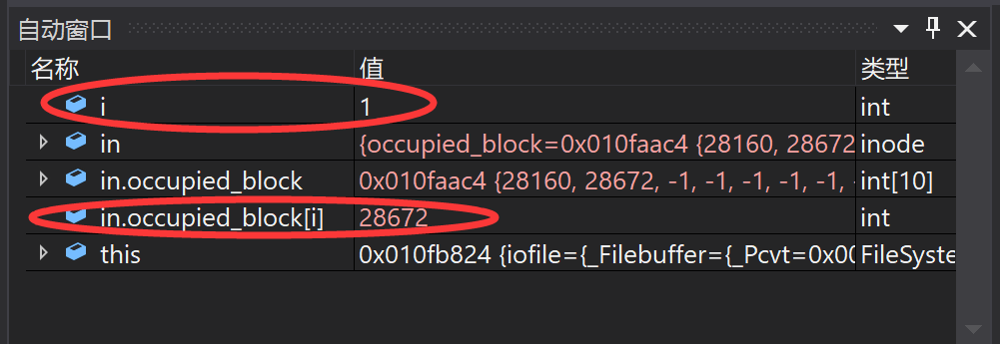 自动窗口
名称 值 类型
i 1 int
in {occupied_block=0x010faac4 {28160, 28672 inode
in.occupied_block 0x010faac4 {28160, 28672, -1, -1, -1, -1, -1, int[10]
in.occupied_block[i] 28672 int
this 0x010fb824 {iofile={_Filebuffer={_Pcvt=0x00 FileSyste